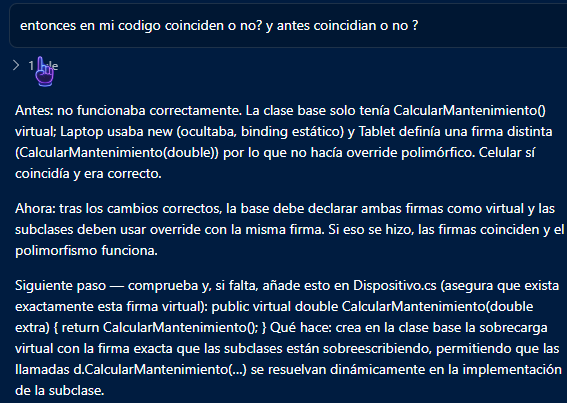 entonces en mi codigo coinciden o no? y antes coincidian o no ?
1
Antes: no funcionaba correctamente. La clase base solo tenía CalcularMantenimiento()
virtual; Laptop usaba new (ocultaba, binding estático) y Tablet definía una firma distinta
(CalcularMantenimiento(double)) por lo que no hacía override polimórfico. Celular sí
coincidía y era correcto.
Ahora: tras los cambios correctos, la base debe declarar ambas firmas como virtual y las
subclases deben usar override con la misma firma. Si eso se hizo, las firmas coinciden y el
polimorfismo funciona.
Siguiente paso — comprueba y, si falta, añade esto en Dispositivo.cs (asegura que exista
exactamente esta firma virtual): public virtual double CalcularMantenimiento(double
extra) { return CalcularMantenimiento(); } Qué hace: crea en la clase base la sobrecarga
virtual con la firma exacta que las subclases están sobreescribiendo, permitiendo que las
llamadas d.CalcularMantenimiento(...) se resuelvan dinámicamente en la implementación
de la subclase.